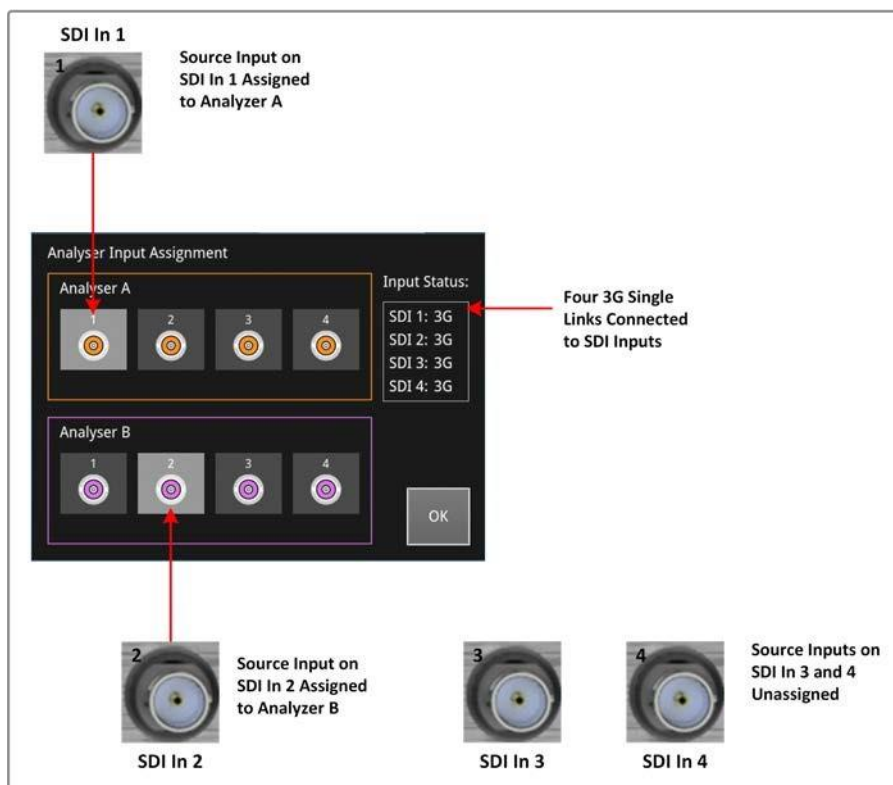 SDI In 1
1
Source Input on
SDI In 1 Assigned
to Analyzer A
Analyser Input Assignment
Analyser A
1 2 3 4
Input Status:
SDI 1: 3G
SDI 2: 3G
SDI 3: 3G
SDI 4: 3G
Four 3G Single
Links Connected
to SDI Inputs
Analyser B
1 2 3 4
OK
2
Source Input on
SDI In 2 Assigned
to Analyzer B
SDI In 2
3
SDI In 3
4
SDI In 4
Source Inputs on
SDI In 3 and 4
Unassigned